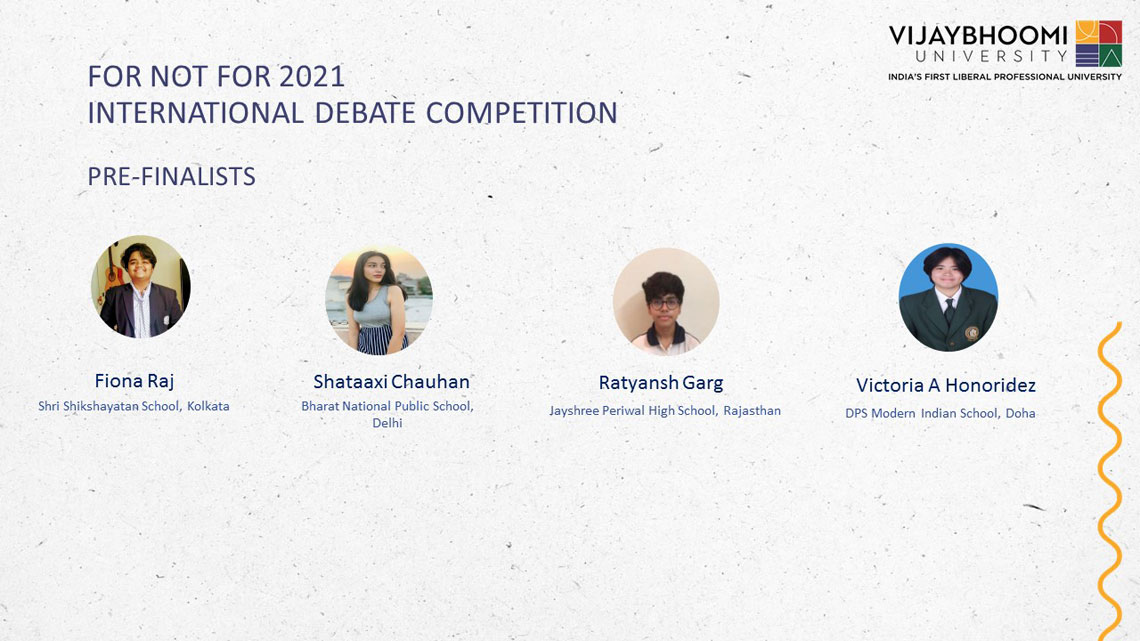 VIJAYBHOOMI
UNIVERSITY
INDIA'S FIRST LIBERAL PROFESSIONAL UNIVERSITY
FOR NOT FOR 2021
INTERNATIONAL DEBATE COMPETITION
PRE-FINALISTS
Fiona Raj
Shri Shikshayatan School, Kolkata
Shataaxi Chauhan
Bharat National Public School,
Delhi
Ratyansh Garg
Jayshree Periwal High School, Rajasthan
Victoria A Honoridez
DPS Modern Indian School, Doha